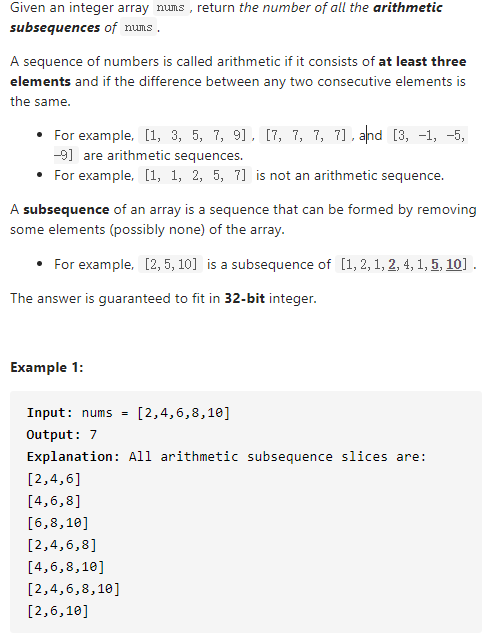 Given an integer array nums , return the number of all the arithmetic
subsequences of nums .
A sequence of numbers is called arithmetic if it consists of at least three
elements and if the difference between any two consecutive elements is
the same.
• For example, [1, 3, 5, 7, 9] , [7, 7, 7, 7] , and [3, −1, −5,
−9] are arithmetic sequences.
• For example, [1, 1, 2, 5, 7] is not an arithmetic sequence.
A subsequence of an array is a sequence that can be formed by removing
some elements (possibly none) of the array.
• For example, [2,5,10] is a subsequence of [1,2,1,2,4,1,5,10] .
The answer is guaranteed to fit in 32-bit integer.
Example 1:
Input: nums = [2,4,6,8,10]
Output: 7
Explanation: All arithmetic subsequence slices are:
[2,4,6]
[4,6,8]
[6,8,10]
[2,4,6,8]
[4,6,8,10]
[2,4,6,8,10]
[2,6,10]